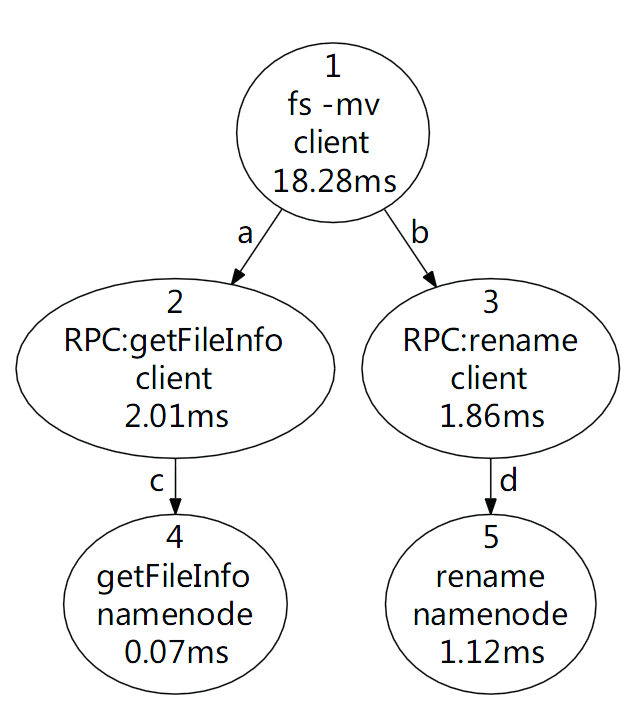 1
fs -mv
client
18.28ms
a
b
2
RPC:getFileInfo
client
2.01ms
3
RPC:rename
client
1.86ms
c
d
4
getFileInfo
namenode
0.07ms
5
rename
namenode
1.12ms